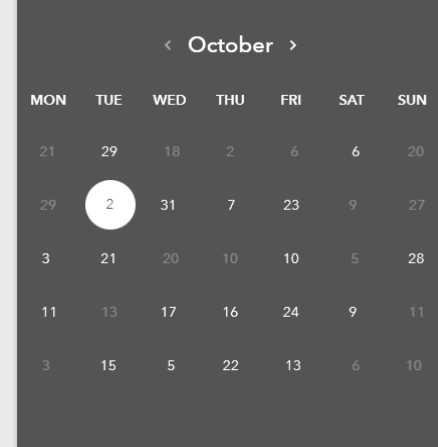 ‹ October ›
MON TUE WED THU FRI SAT SUN
21 29 18 2 6 6 20
29 2 31 7 23 9 27
3 21 20 10 10 5 28
11 13 17 16 24 9 11
3 15 5 22 13 6 10